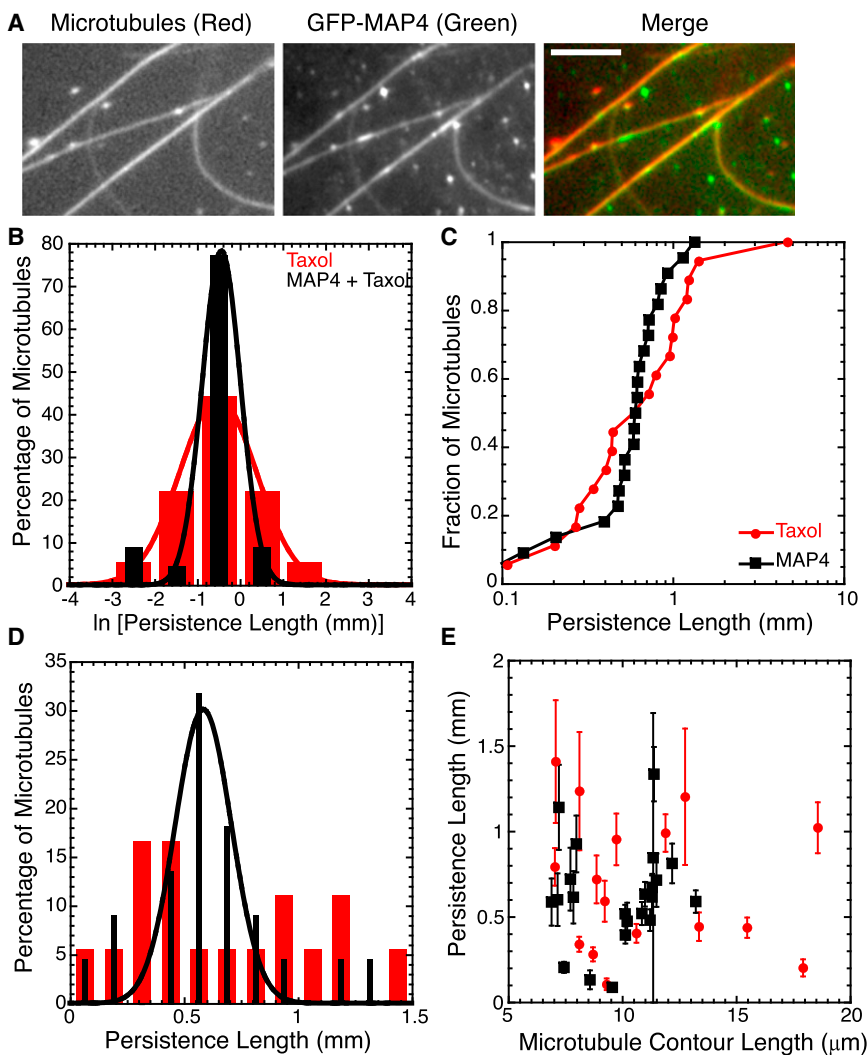 A Microtubules (Red) GFP-MAP4 (Green) Merge
B
80
70
60
50
40
30
20
10
0
Percentage of Microtubules
Taxol
MAP4 + Taxol
-4 -3 -2 -1 0 1 2 3 4
ln [Persistence Length (mm)]
C
1
0.8
0.6
0.4
0.2
0
Fraction of Microtubules
Taxol
MAP4
0.1 1 10
Persistence Length (mm)
D
35
30
25
20
15
10
5
0
Percentage of Microtubules
0 0.5 1 1.5
Persistence Length (mm)
E
2
1.5
1
0.5
0
Persistence Length (mm)
5 10 15 20
Microtubule Contour Length (μm)